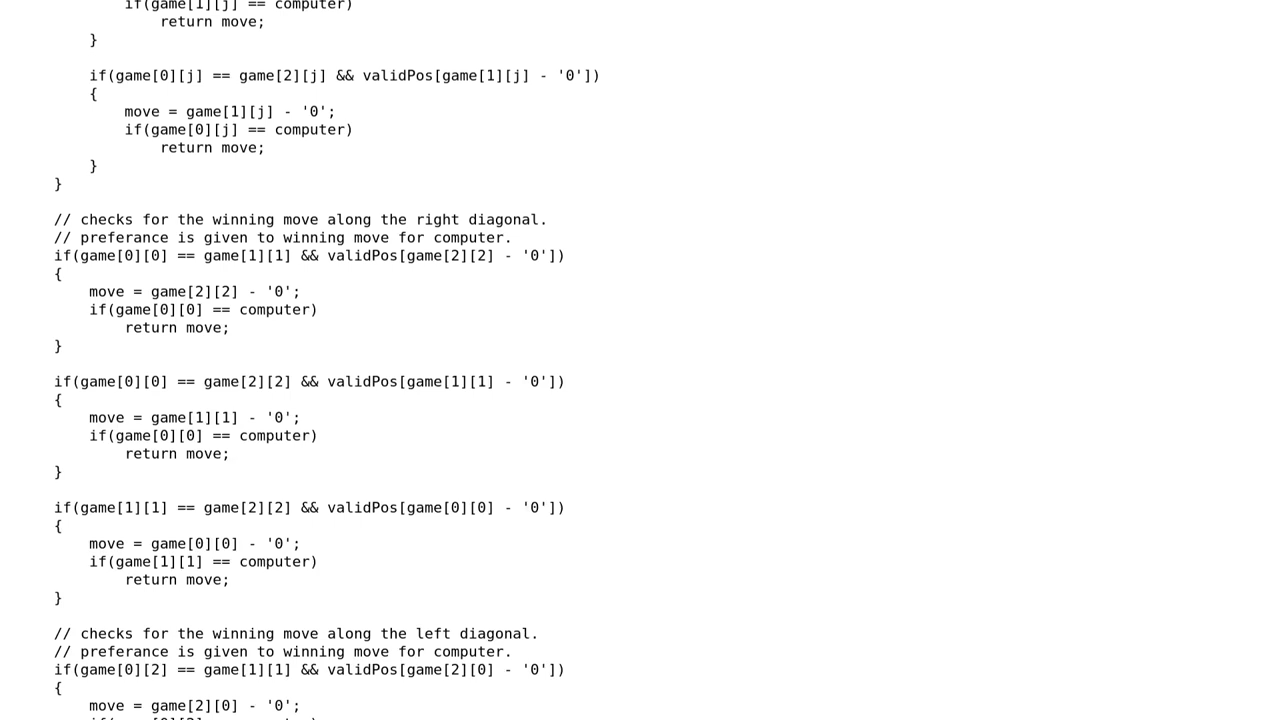 if(game[1][j] == computer)
return move;
}
if(game[0][j] == game[2][j] && validPos[game[1][j] - '0'])
{
move = game[1][j] - '0';
if(game[0][j] == computer)
return move;
}
}
// checks for the winning move along the right diagonal.
// preferance is given to winning move for computer.
if(game[0][0] == game[1][1] && validPos[game[2][2] - '0'])
{
move = game[2][2] - '0';
if(game[0][0] == computer)
return move;
}
if(game[0][0] == game[2][2] && validPos[game[1][1] - '0'])
{
move = game[1][1] - '0';
if(game[0][0] == computer)
return move;
}
if(game[1][1] == game[2][2] && validPos[game[0][0] - '0'])
{
move = game[0][0] - '0';
if(game[1][1] == computer)
return move;
}
// checks for the winning move along the left diagonal.
// preferance is given to winning move for computer.
if(game[0][2] == game[1][1] && validPos[game[2][0] - '0'])
{
move = game[2][0] - '0';